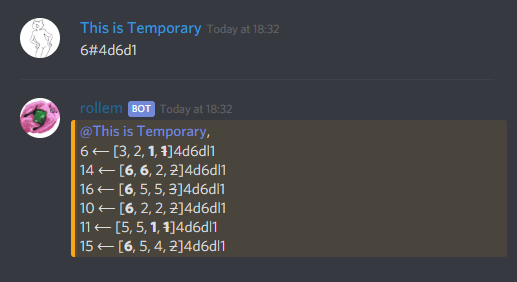 This is Temporary Today at 18:32
6#4d6d1
rollem BOT Today at 18:32
@This is Temporary,
6 ⟵ [3, 2, 1, 1]4d6dl1
14 ⟵ [6, 6, 2, 2]4d6dl1
16 ⟵ [6, 5, 5, 3]4d6dl1
10 ⟵ [6, 2, 2, 2]4d6dl1
11 ⟵ [5, 5, 1, 1]4d6dl1
15 ⟵ [6, 5, 4, 2]4d6dl1